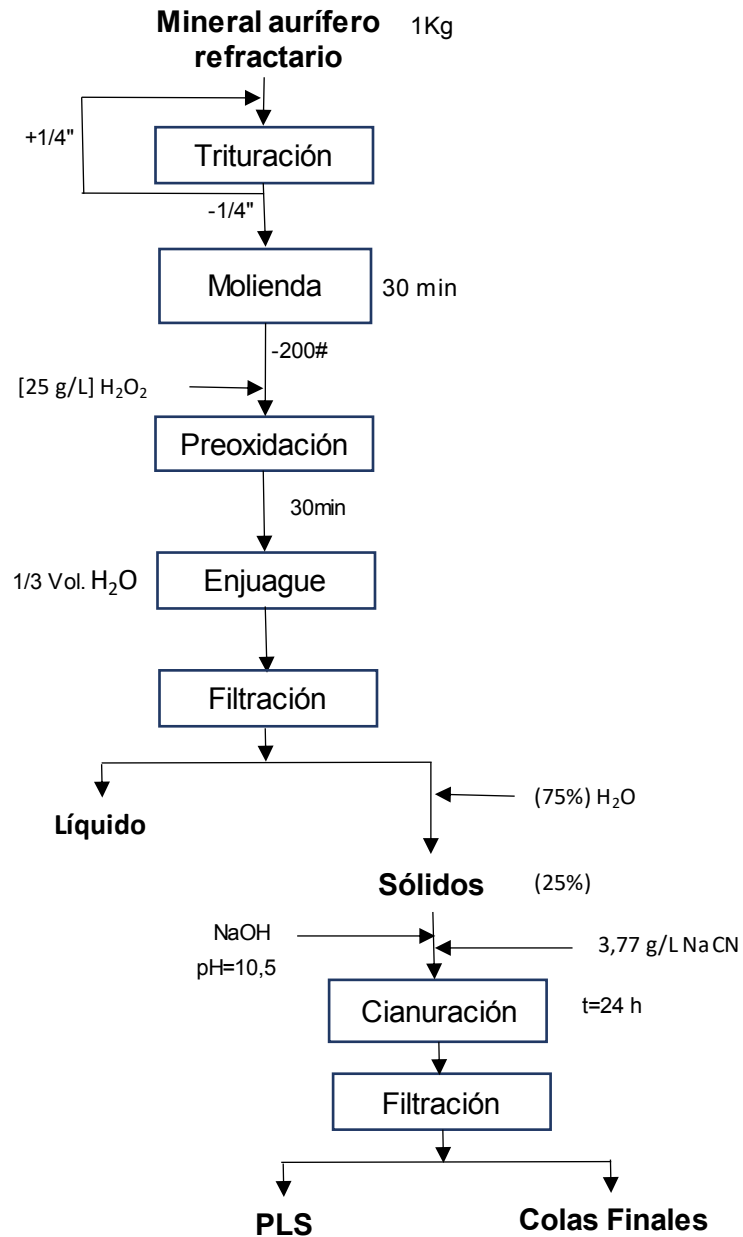 Mineral aurífero 1Kg
refractario
+1/4"
Trituración
-1/4"
Molienda 30 min
-200#
[25 g/L] H₂O₂
Preoxidación
30min
1/3 Vol. H₂O Enjuague
Filtración
(75%) H₂O
Líquido
Sólidos (25%)
NaOH
pH=10,5
3,77 g/L NaCN
Cianuración t=24 h
Filtración
PLS Colas Finales